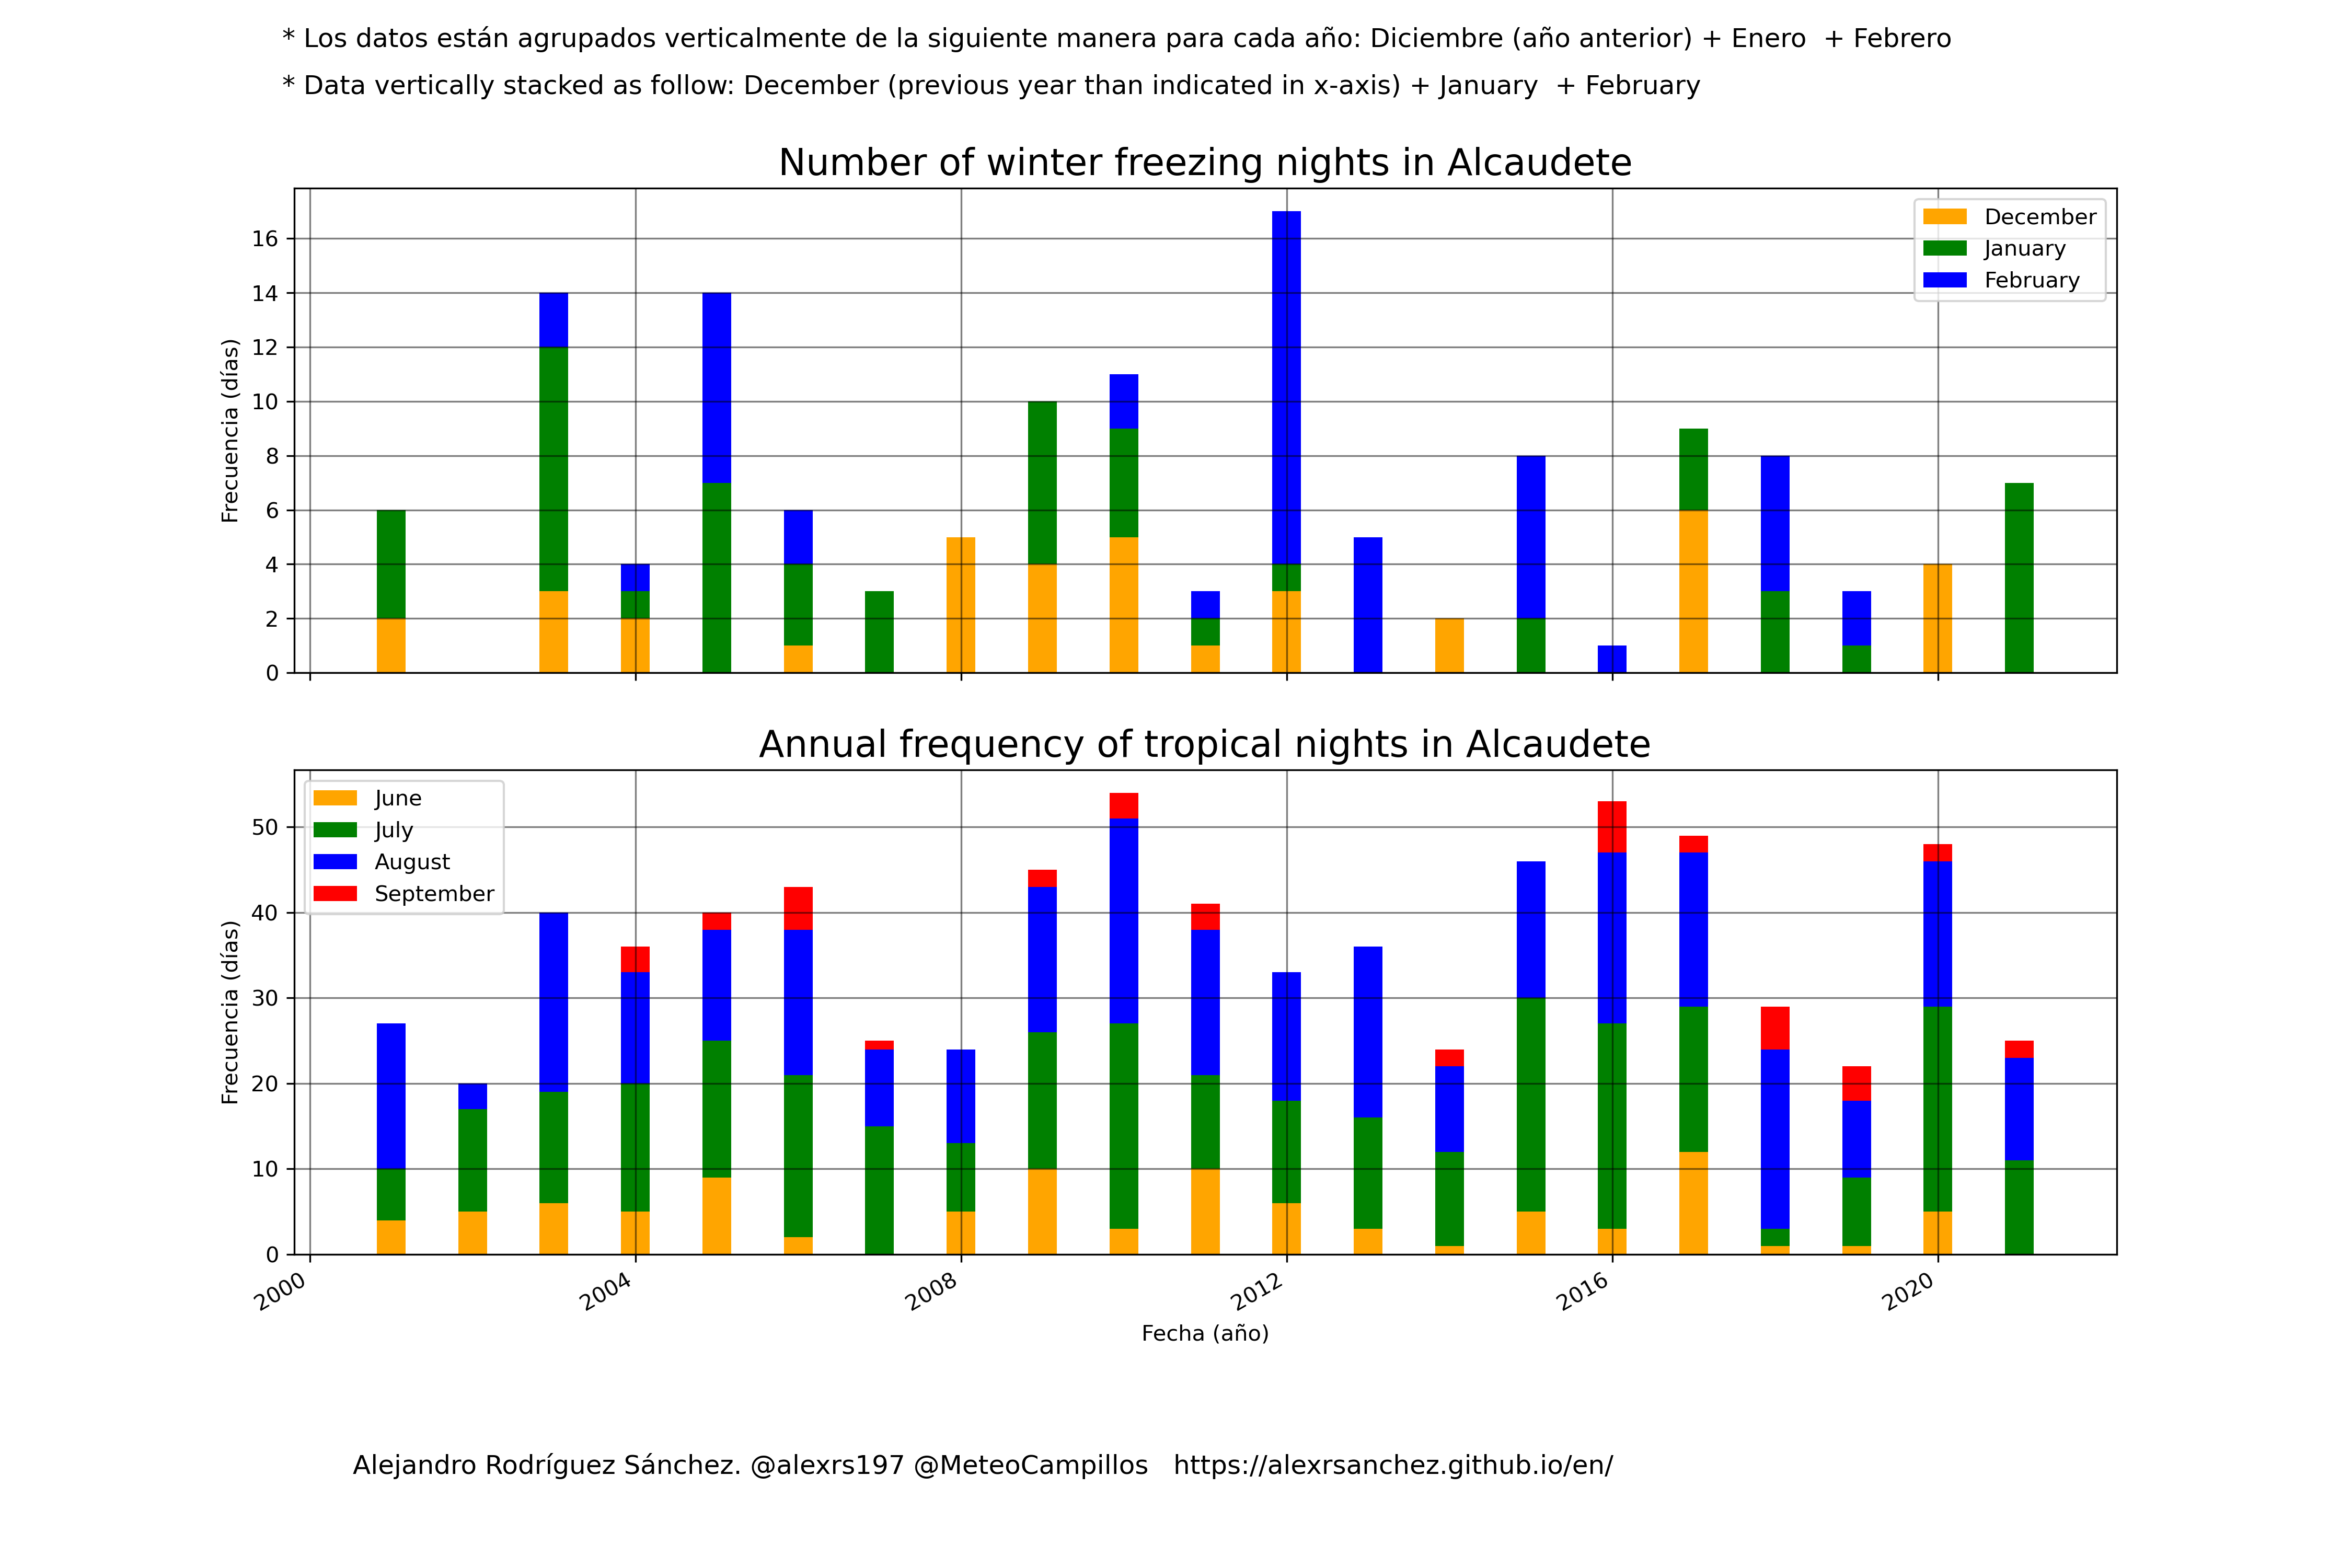 * Los datos están agrupados verticalmente de la siguiente manera para cada año: Diciembre (año anterior) + Enero  + Febrero
* Data vertically stacked as follow: December (previous year than indicated in x-axis) + January  + February
Number of winter freezing nights in Alcaudete
Frecuencia (días)
16
14
12
10
8
6
4
2
0
December
January
February
Annual frequency of tropical nights in Alcaudete
Frecuencia (días)
50
40
30
20
10
0
June
July
August
September
2000
2004
2008
2012
2016
2020
Fecha (año)
Alejandro Rodríguez Sánchez. @alexrs197 @MeteoCampillos   https://alexrsanchez.github.io/en/